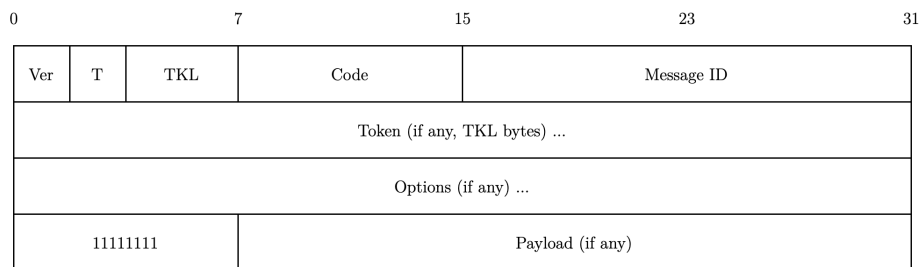 0 7 15 23 31
Ver T TKL Code Message ID
Token (if any, TKL bytes) ...
Options (if any) ...
11111111 Payload (if any)